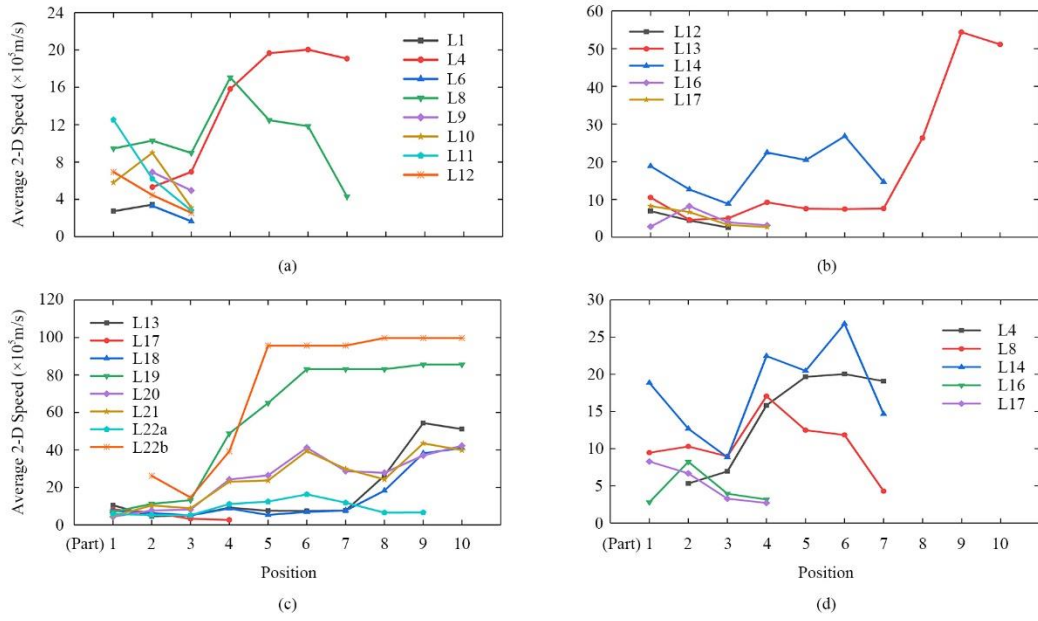 24
20
16
12
8
4
0
Average 2-D Speed (×10⁵m/s)
L1
L4
L6
L8
L9
L10
L11
L12
(a)
60
50
40
30
20
10
0
L12
L13
L14
L16
L17
(b)
120
100
80
60
40
20
0
Average 2-D Speed (×10⁵m/s)
L13
L17
L18
L19
L20
L21
L22a
L22b
(Part) 1 2 3 4 5 6 7 8 9 10
Position
(c)
30
25
20
15
10
5
0
L4
L8
L14
L16
L17
(Part) 1 2 3 4 5 6 7 8 9 10
Position
(d)